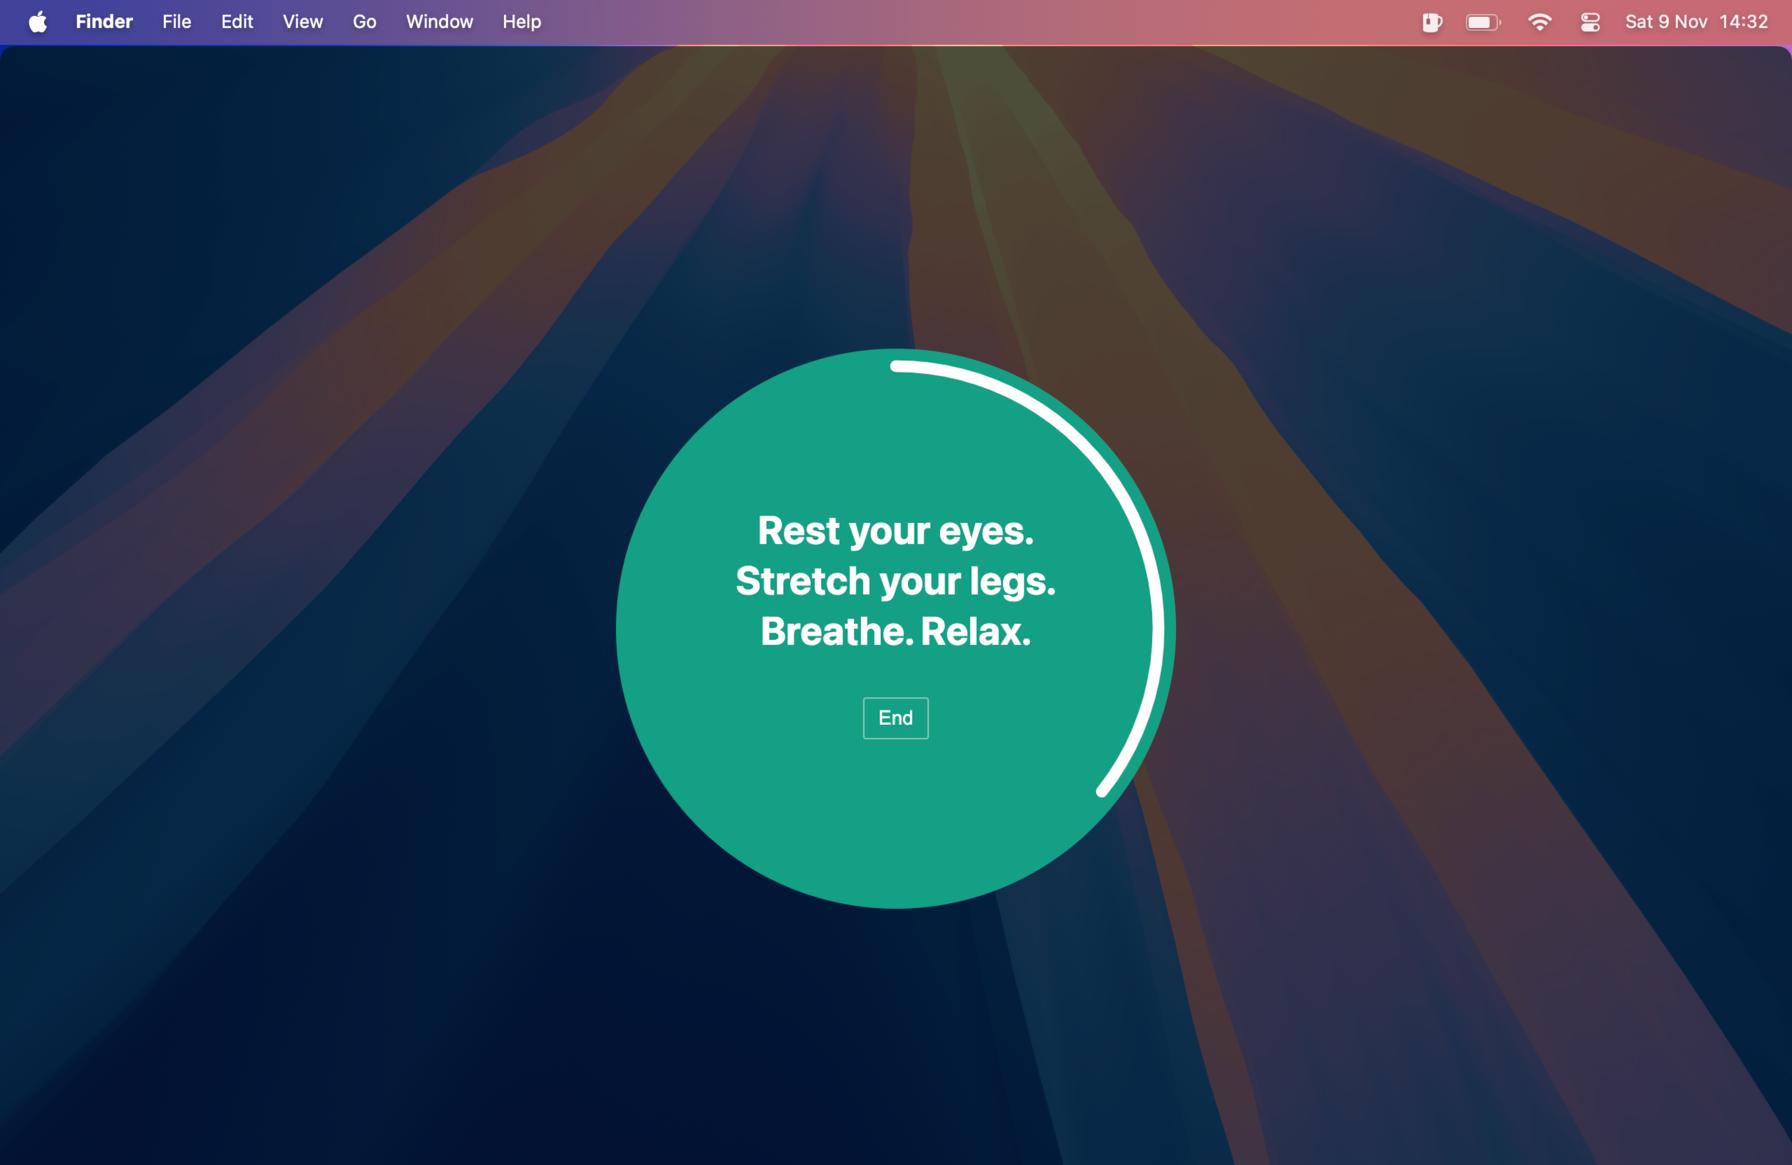 Finder File Edit View Go Window Help Sat 9 Nov 14:32
Rest your eyes.
Stretch your legs.
Breathe. Relax.
End